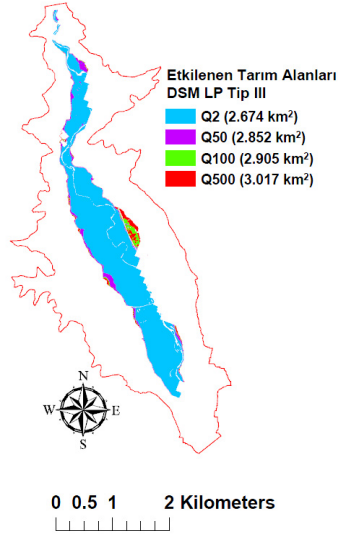 Etkilenen Tarım Alanları
DSM LP Tip III
Q2 (2.674 km²)
Q50 (2.852 km²)
Q100 (2.905 km²)
Q500 (3.017 km²)
N
W E
S
0 0.5 1 2 Kilometers